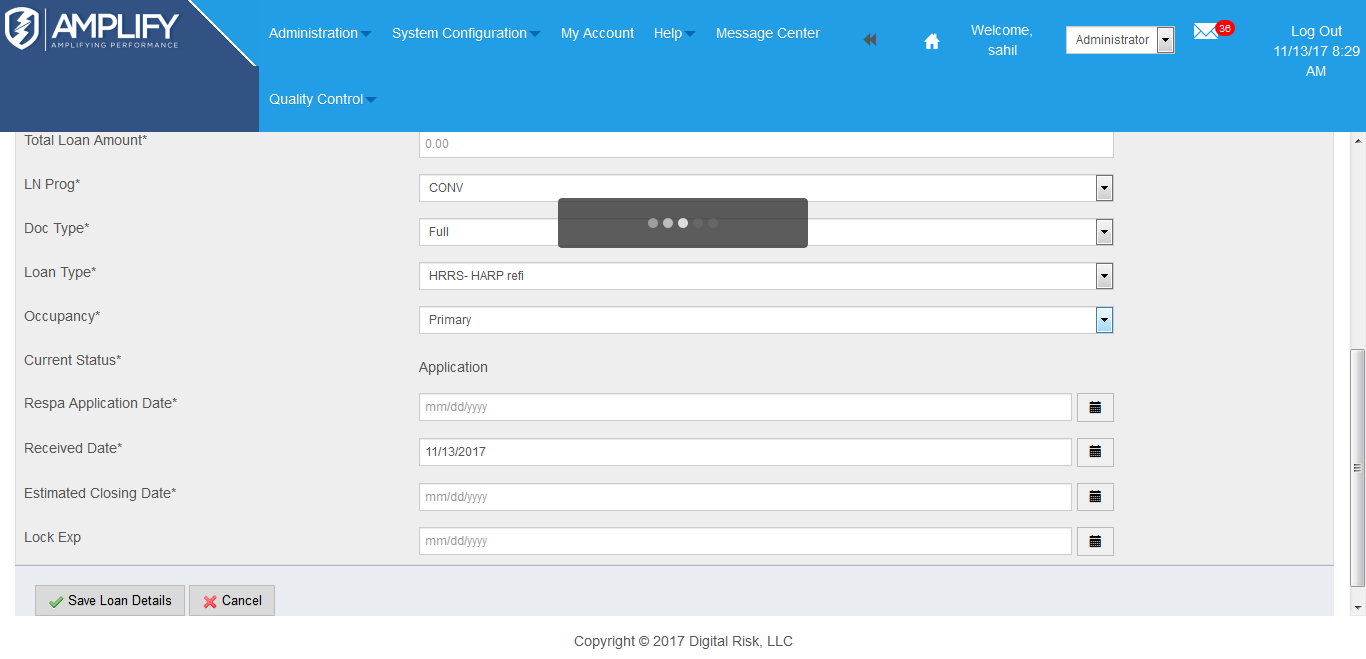 AMPLIFY
AMPLIFYING PERFORMANCE
Administration
System Configuration
My Account
Help
Message Center
Quality Control
Welcome,
sahil
Administrator
36
Log Out
11/13/17 8:29
AM
Total Loan Amount* 0.00
LN Prog* CONV
Doc Type* Full
Loan Type* HRRS- HARP refi
Occupancy* Primary
Current Status* Application
Respa Application Date* mm/dd/yyyy
Received Date* 11/13/2017
Estimated Closing Date* mm/dd/yyyy
Lock Exp mm/dd/yyyy
Save Loan Details Cancel
Copyright © 2017 Digital Risk, LLC